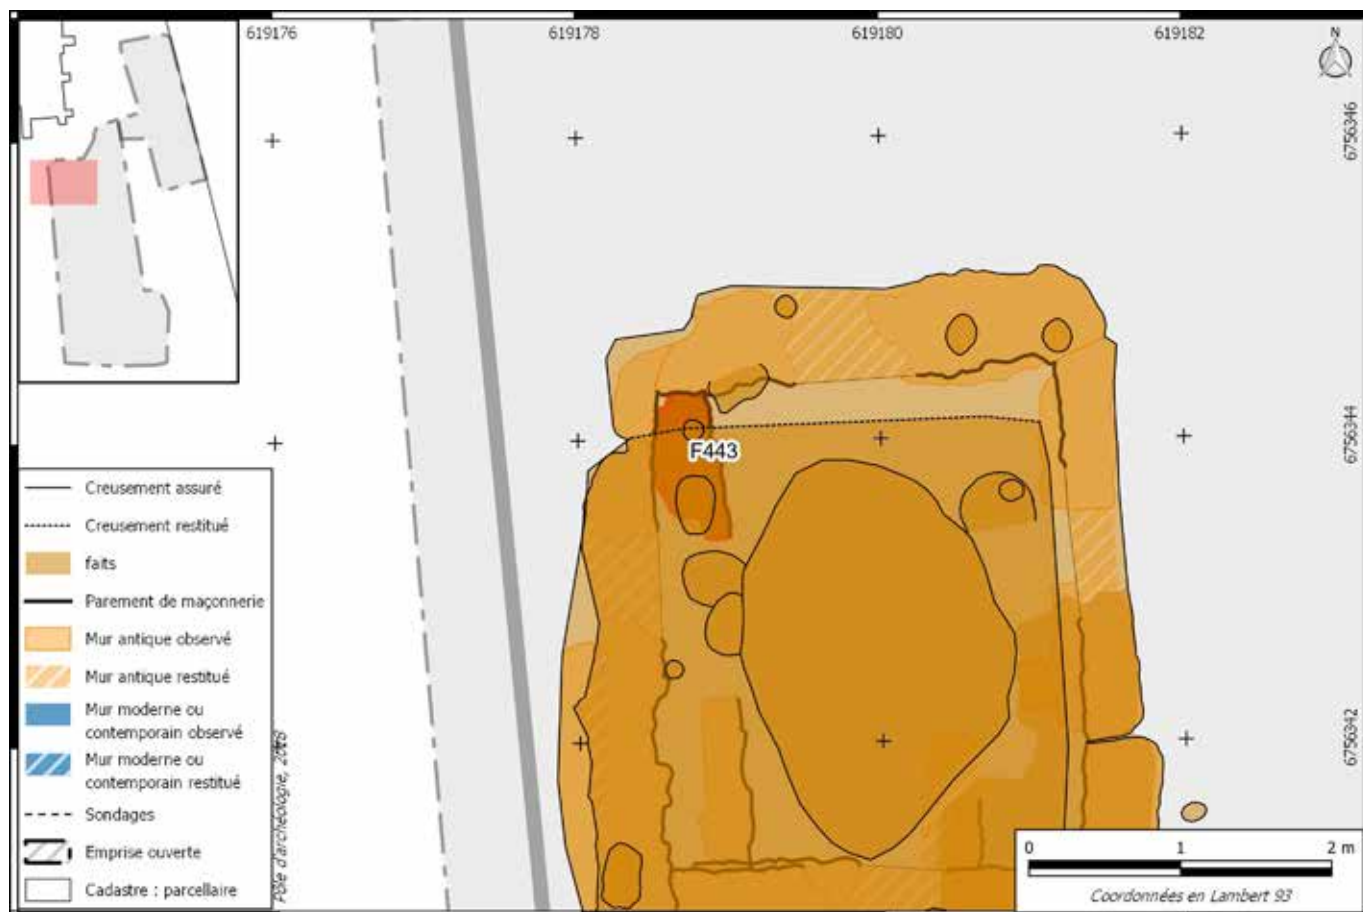 619176
619178
619180
619182
N
6756346
6756344
6756342
F443
Creusement assuré
Creusement restitué
faits
Parement de maçonnerie
Mur antique observé
Mur antique restitué
Mur moderne ou
contemporain observé
Mur moderne ou
contemporain restitué
Sondages
Emprise ouverte
Cadastre : parcellaire
Pôle d'archéologie,
0
1
2 m
Coordonnées en Lambert 93